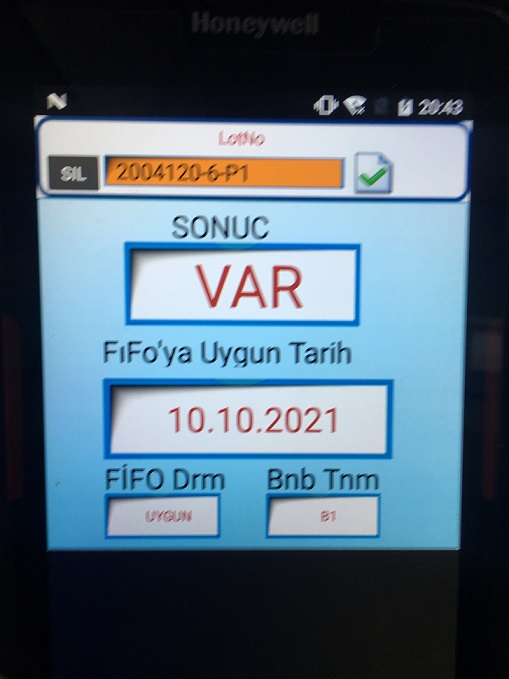 Honeywell
20:43
LotNo
SIL
2004120-6-P1
SONUC
VAR
FıFo'ya Uygun Tarih
10.10.2021
FİFO Drm
Bnb Tnm
UYGUN
B1